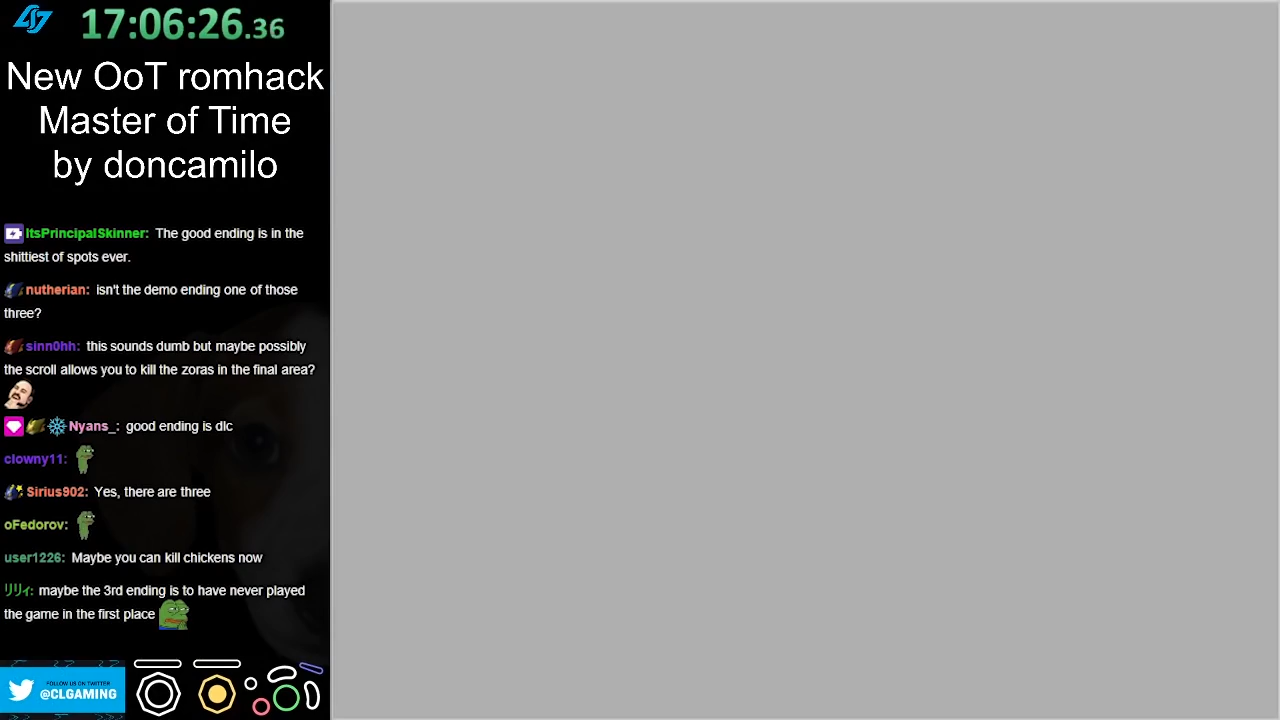 17:06:26.36
New OoT romhack
Master of Time
by doncamilo
ItsPrincipalSkinner: The good ending is in the
shittiest of spots ever.
nutherian: isn't the demo ending one of those
three?
sinn0hh: this sounds dumb but maybe possibly
the scroll allows you to kill the zoras in the final area?
Nyans_: good ending is dlc
clowny11:
Sirius902: Yes, there are three
oFedorov:
user1226: Maybe you can kill chickens now
リリィ: maybe the 3rd ending is to have never played
the game in the first place
FOLLOW US ON TWITTER
@CLGAMING